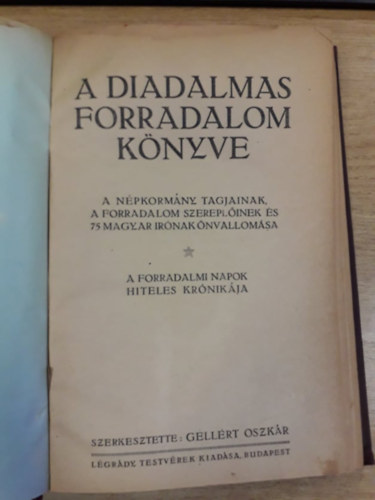 A DIADALMAS
FORRADALOM
KÖNYVE
A NÉPKORMÁNY TAGJAINAK,
A FORRADALOM SZEREPLŐINEK ÉS
75 MAGYAR IRÓNAK ÖNVALLOMÁSA
A FORRADALMI NAPOK
HITELES KRÓNIKÁJA
SZERKESZTETTE: GELLÉRT OSZKÁR
LÉGRÁDY TESTVÉREK KIADÁSA, BUDAPEST